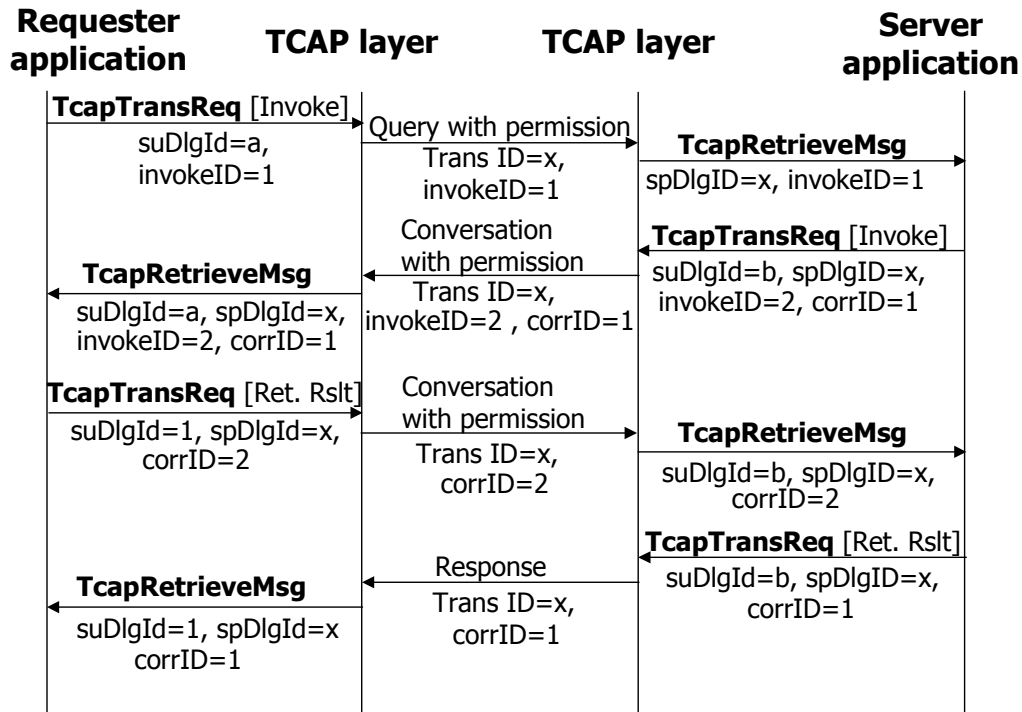 Requester
application
TCAP layer
TCAP layer
Server
application
TcapTransReq [Invoke]
suDlgId=a,
invokeID=1
Query with permission
Trans ID=x,
invokeID=1
TcapRetrieveMsg
spDlgID=x, invokeID=1
TcapTransReq [Invoke]
suDlgId=b, spDlgID=x,
invokeID=2, corrID=1
Conversation
with permission
Trans ID=x,
invokeID=2 , corrID=1
TcapRetrieveMsg
suDlgId=a, spDlgId=x,
invokeID=2, corrID=1
TcapTransReq [Ret. Rslt]
suDlgId=1, spDlgId=x,
corrID=2
Conversation
with permission
Trans ID=x,
corrID=2
TcapRetrieveMsg
suDlgId=b, spDlgID=x,
corrID=2
TcapTransReq [Ret. Rslt]
suDlgId=b, spDlgID=x,
corrID=1
Response
Trans ID=x,
corrID=1
TcapRetrieveMsg
suDlgId=1, spDlgId=x
corrID=1